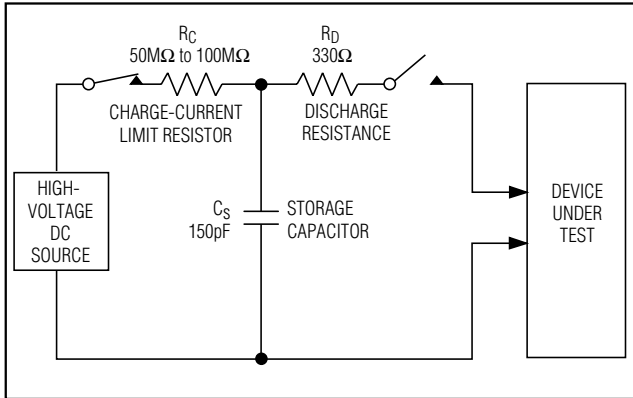 R_C
50MΩ to 100MΩ
CHARGE-CURRENT
LIMIT RESISTOR
R_D
330Ω
DISCHARGE
RESISTANCE
HIGH-
VOLTAGE
DC
SOURCE
C_S
150pF
STORAGE
CAPACITOR
DEVICE
UNDER
TEST